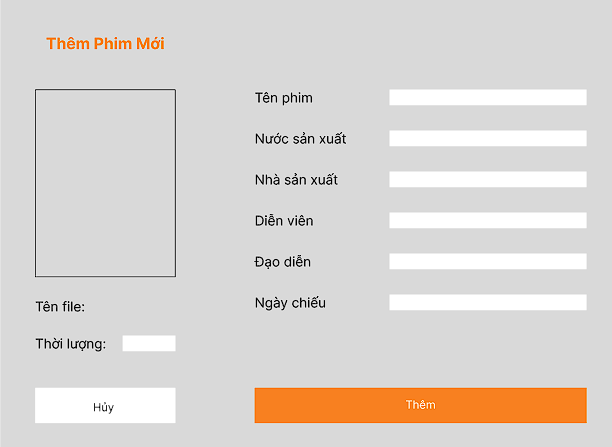 Thêm Phim Mới
Tên phim
Nước sản xuất
Nhà sản xuất
Diễn viên
Đạo diễn
Ngày chiếu
Tên file:
Thời lượng:
Hủy
Thêm